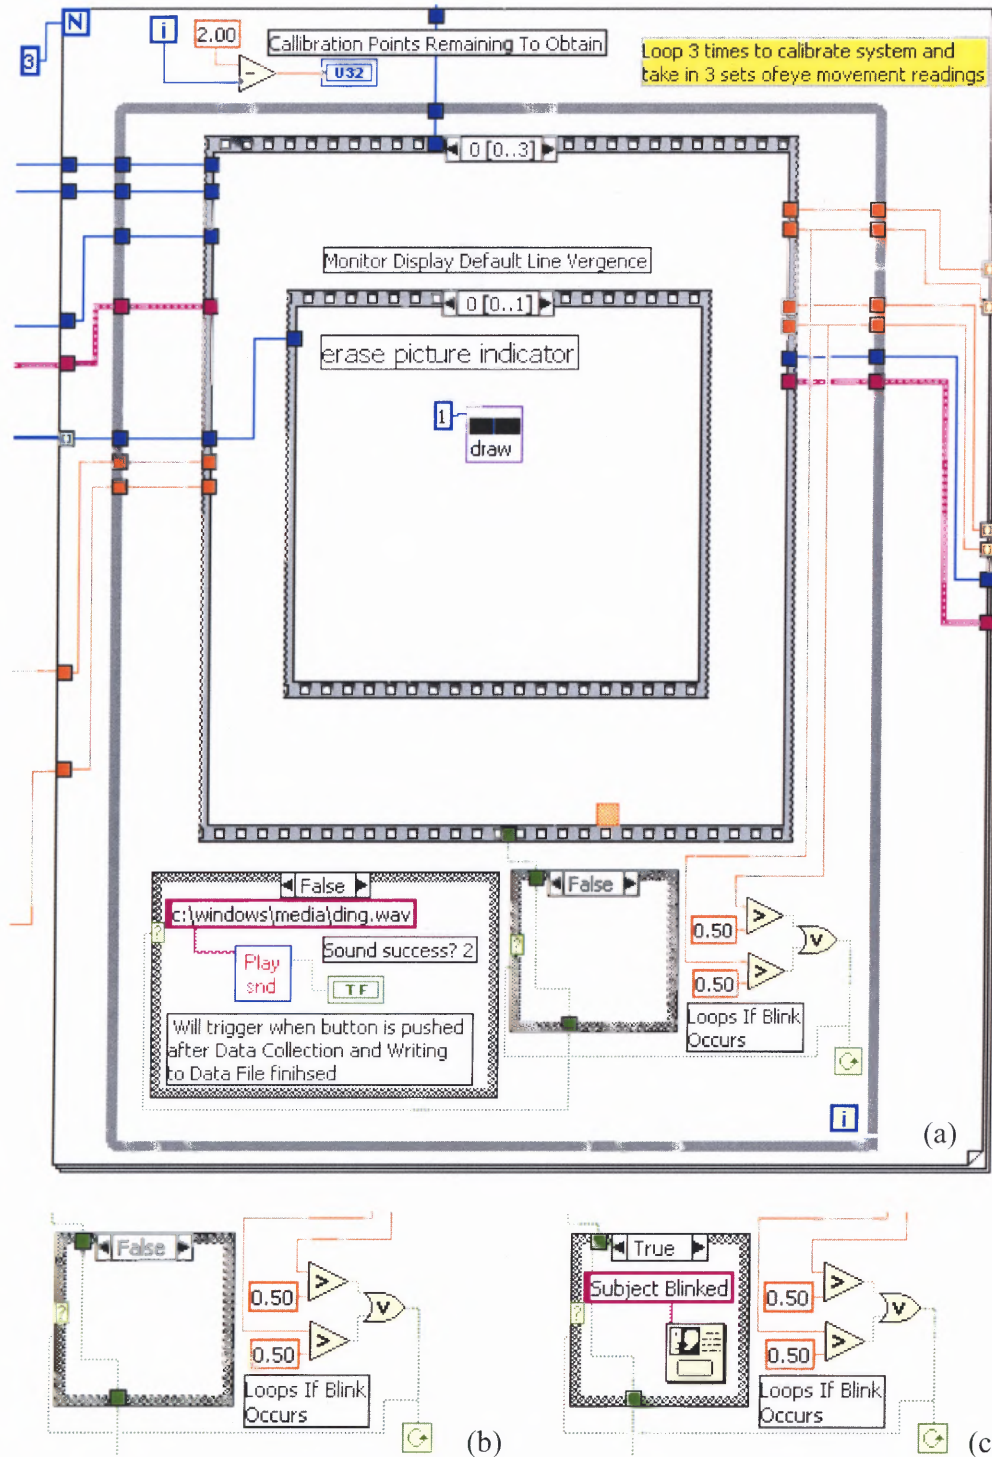 N
3
i
2.00
-
U32
Callibration Points Remaining To Obtain
Loop 3 times to calibrate system and
take in 3 sets ofeye movement readings
0 [0..3]
Monitor Display Default Line Vergence
0 [0..1]
erase picture indicator
1
draw
False
c:\windows\media\ding.wav
?
Play
snd
Sound success? 2
TF
Will trigger when button is pushed
after Data Collection and Writing
to Data File finihsed
False
?
>
0.50
>
0.50
V
Loops If Blink
Occurs
i
(a)
False
?
>
0.50
>
0.50
V
Loops If Blink
Occurs
(b)
True
Subject Blinked
?
>
0.50
>
0.50
V
Loops If Blink
Occurs
(c